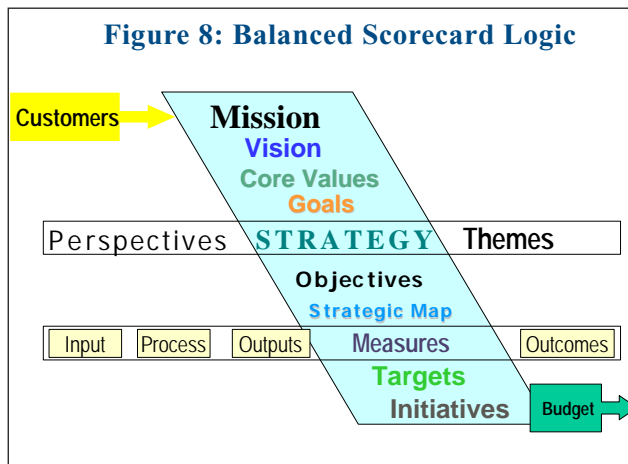 Figure 8: Balanced Scorecard Logic
Customers
Mission
Vision
Core Values
Goals
Perspectives STRATEGY Themes
Objectives
Strategic Map
Input Process Outputs Measures Outcomes
Targets
Initiatives Budget